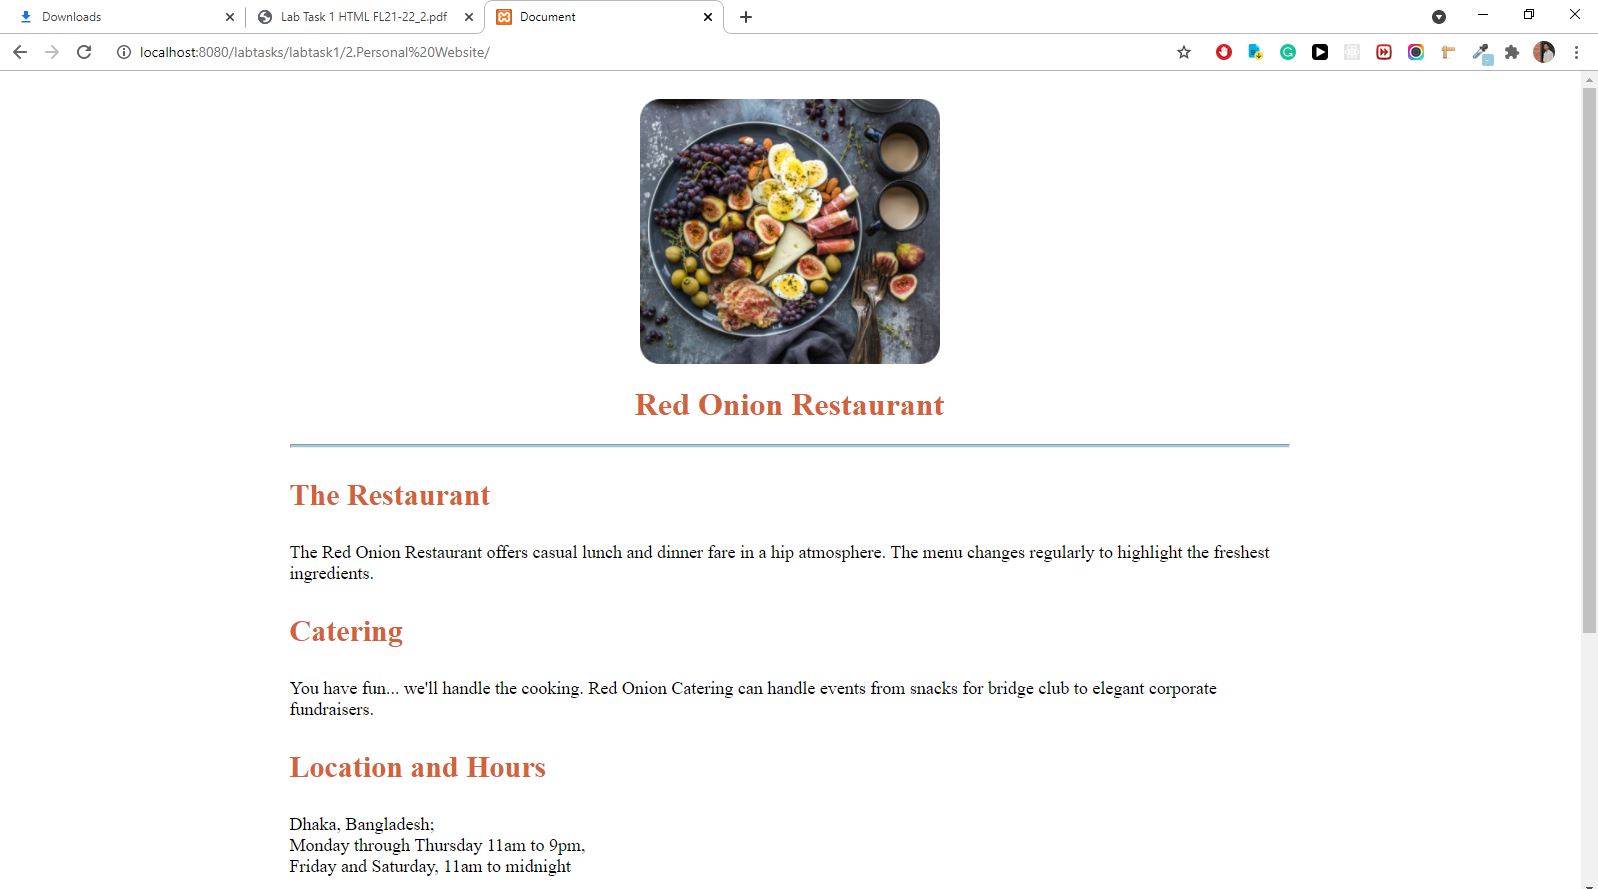 Downloads
Lab Task 1 HTML FL21-22_2.pdf
Document
localhost:8080/labtasks/labtask1/2.Personal%20Website/
Red Onion Restaurant
The Restaurant
The Red Onion Restaurant offers casual lunch and dinner fare in a hip atmosphere. The menu changes regularly to highlight the freshest
ingredients.
Catering
You have fun... we'll handle the cooking. Red Onion Catering can handle events from snacks for bridge club to elegant corporate
fundraisers.
Location and Hours
Dhaka, Bangladesh;
Monday through Thursday 11am to 9pm,
Friday and Saturday, 11am to midnight